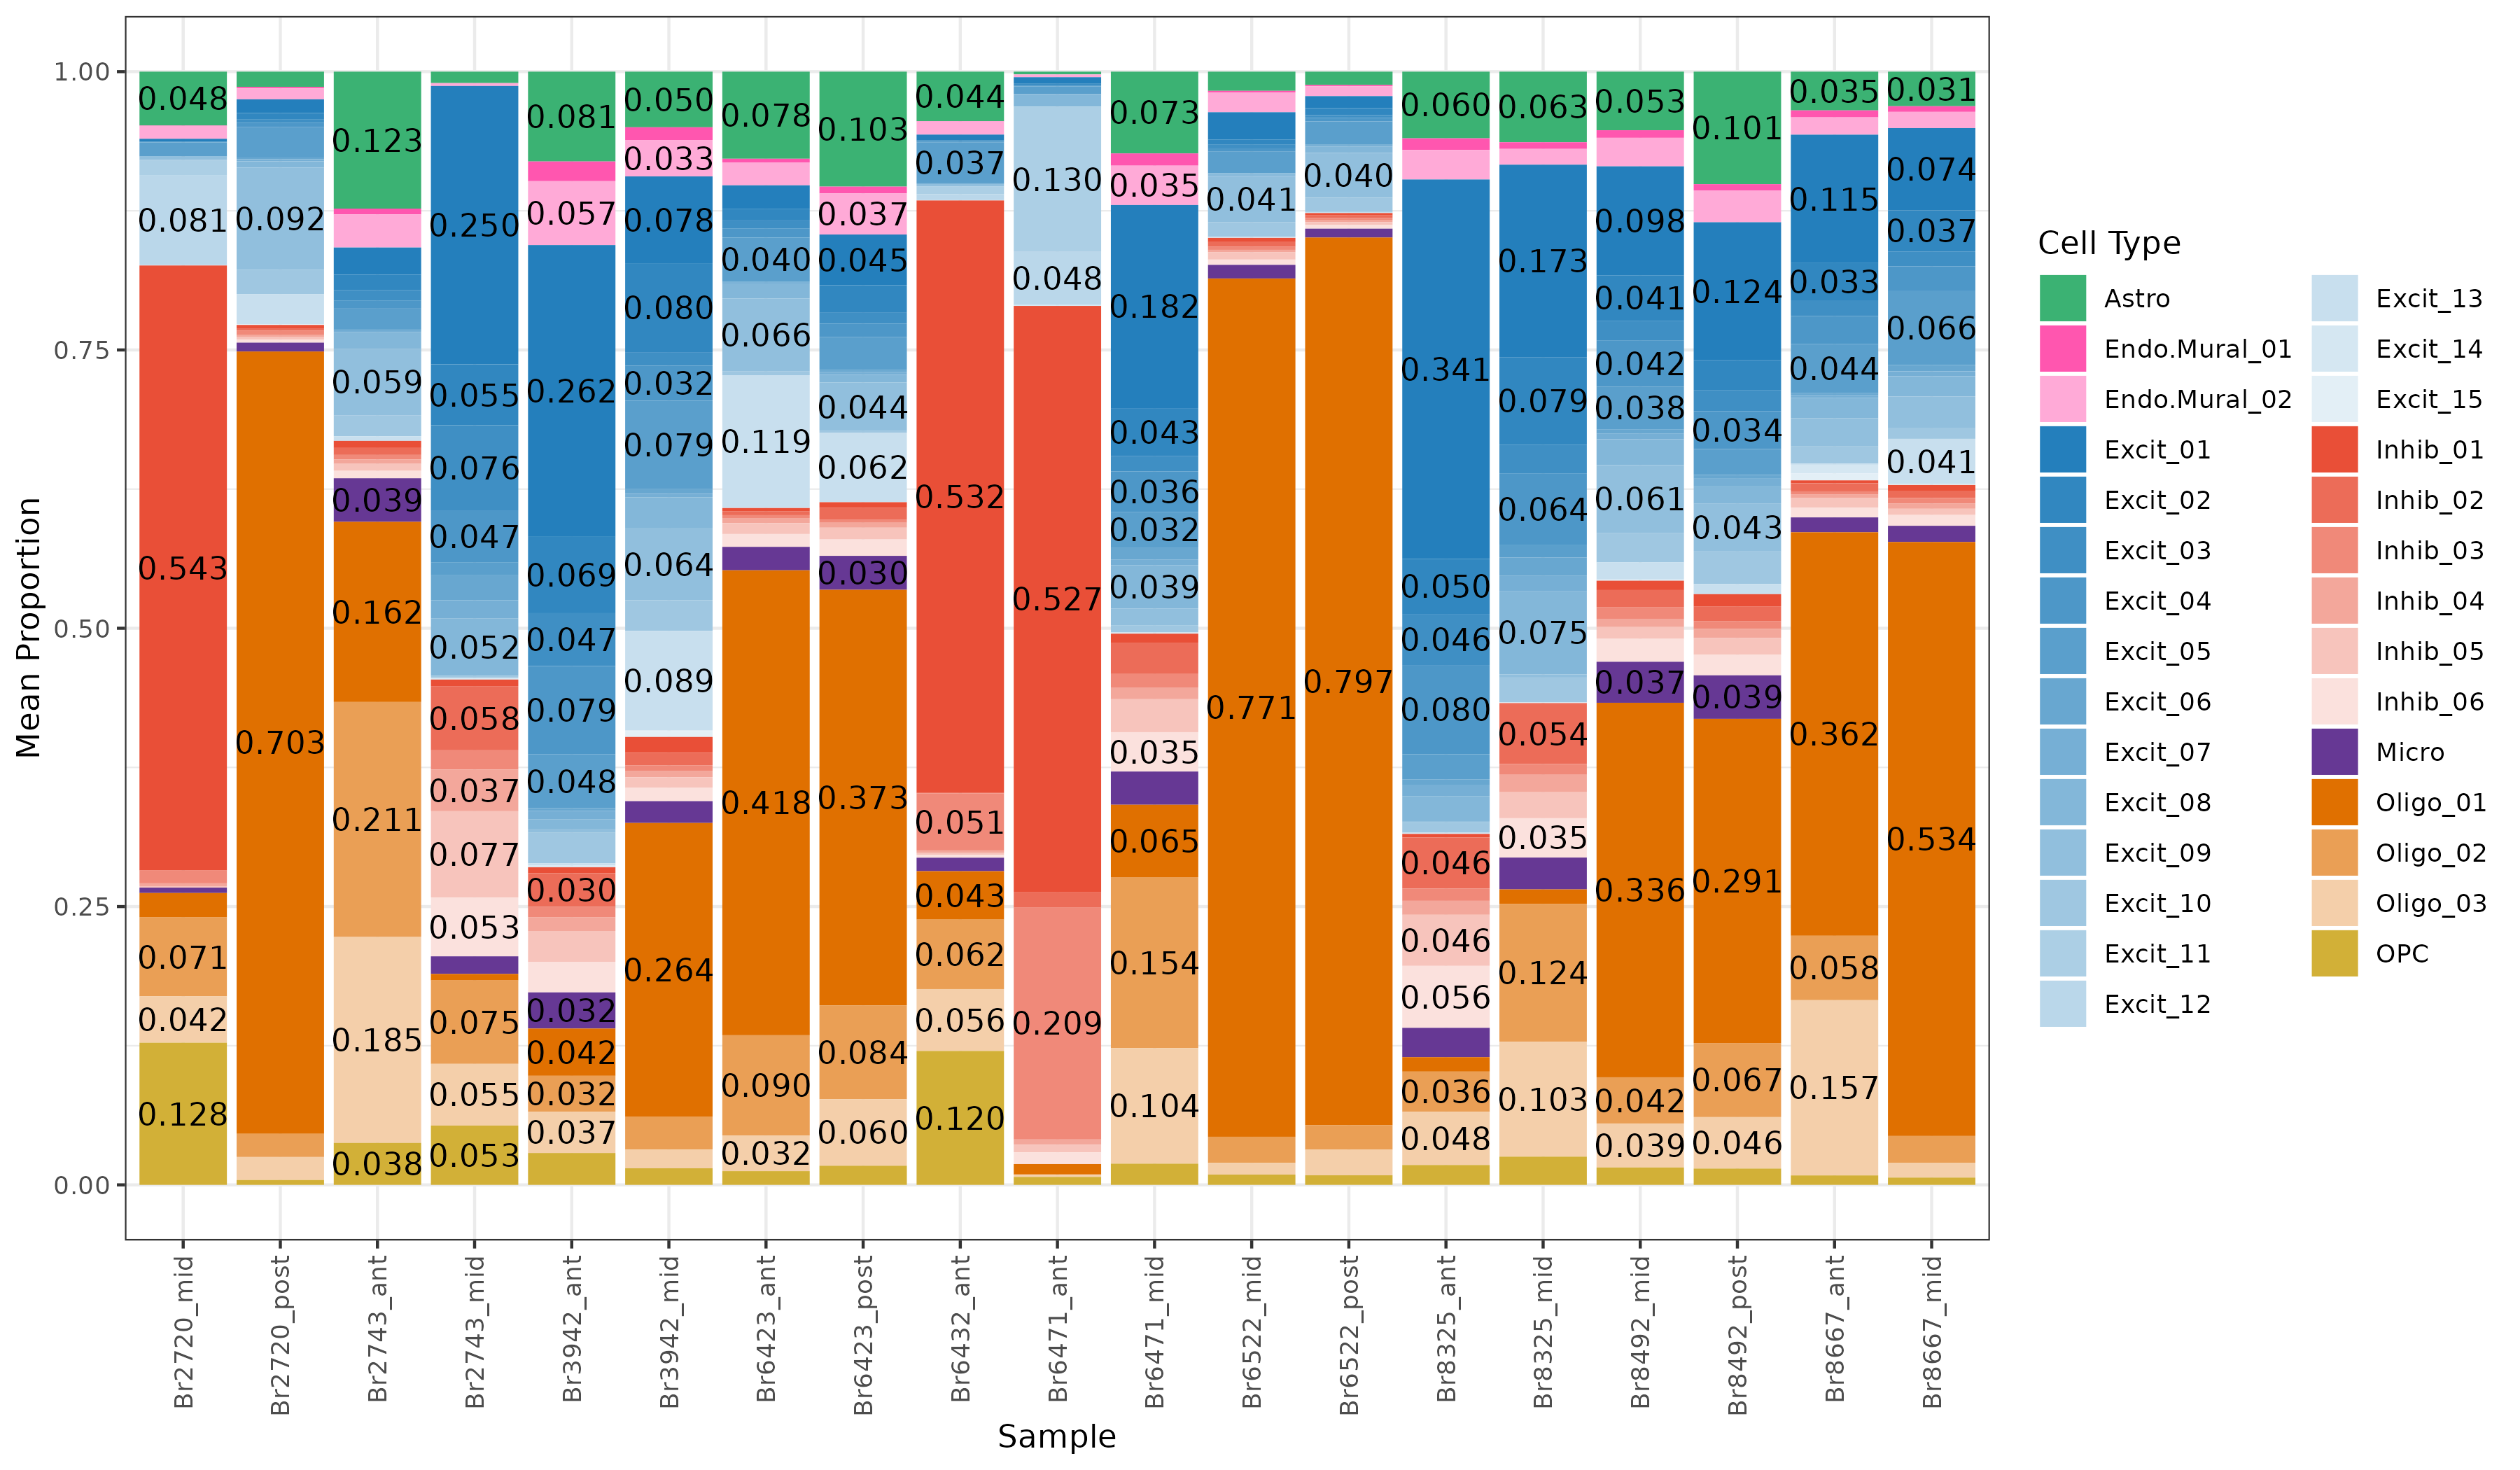 Mean Proportion
1.00
0.75
0.50
0.25
0.00
0.048
0.081
0.543
0.071
0.042
0.128
0.092
0.703
0.123
0.059
0.039
0.162
0.211
0.185
0.038
0.250
0.055
0.076
0.047
0.052
0.058
0.037
0.077
0.053
0.075
0.055
0.053
0.081
0.057
0.262
0.069
0.047
0.079
0.048
0.030
0.032
0.042
0.032
0.037
0.050
0.033
0.078
0.080
0.032
0.079
0.064
0.089
0.264
0.078
0.040
0.066
0.119
0.418
0.090
0.032
0.103
0.037
0.045
0.044
0.062
0.030
0.373
0.084
0.060
0.044
0.037
0.532
0.051
0.043
0.062
0.056
0.120
0.130
0.048
0.527
0.209
0.073
0.035
0.182
0.043
0.036
0.032
0.039
0.035
0.065
0.154
0.104
0.041
0.771
0.040
0.797
0.060
0.341
0.050
0.046
0.080
0.046
0.046
0.056
0.036
0.048
0.063
0.173
0.079
0.064
0.075
0.054
0.035
0.124
0.103
0.053
0.098
0.041
0.042
0.038
0.061
0.037
0.336
0.042
0.039
0.101
0.124
0.034
0.043
0.039
0.291
0.067
0.046
0.035
0.115
0.033
0.044
0.362
0.058
0.157
0.031
0.074
0.037
0.066
0.041
0.534
Br2720_mid
Br2720_post
Br2743_ant
Br2743_mid
Br3942_ant
Br3942_mid
Br6423_ant
Br6423_post
Br6432_ant
Br6471_ant
Br6471_mid
Br6522_mid
Br6522_post
Br8325_ant
Br8325_mid
Br8492_mid
Br8492_post
Br8667_ant
Br8667_mid
Sample
Cell Type
Astro
Endo.Mural_01
Endo.Mural_02
Excit_01
Excit_02
Excit_03
Excit_04
Excit_05
Excit_06
Excit_07
Excit_08
Excit_09
Excit_10
Excit_11
Excit_12
Excit_13
Excit_14
Excit_15
Inhib_01
Inhib_02
Inhib_03
Inhib_04
Inhib_05
Inhib_06
Micro
Oligo_01
Oligo_02
Oligo_03
OPC